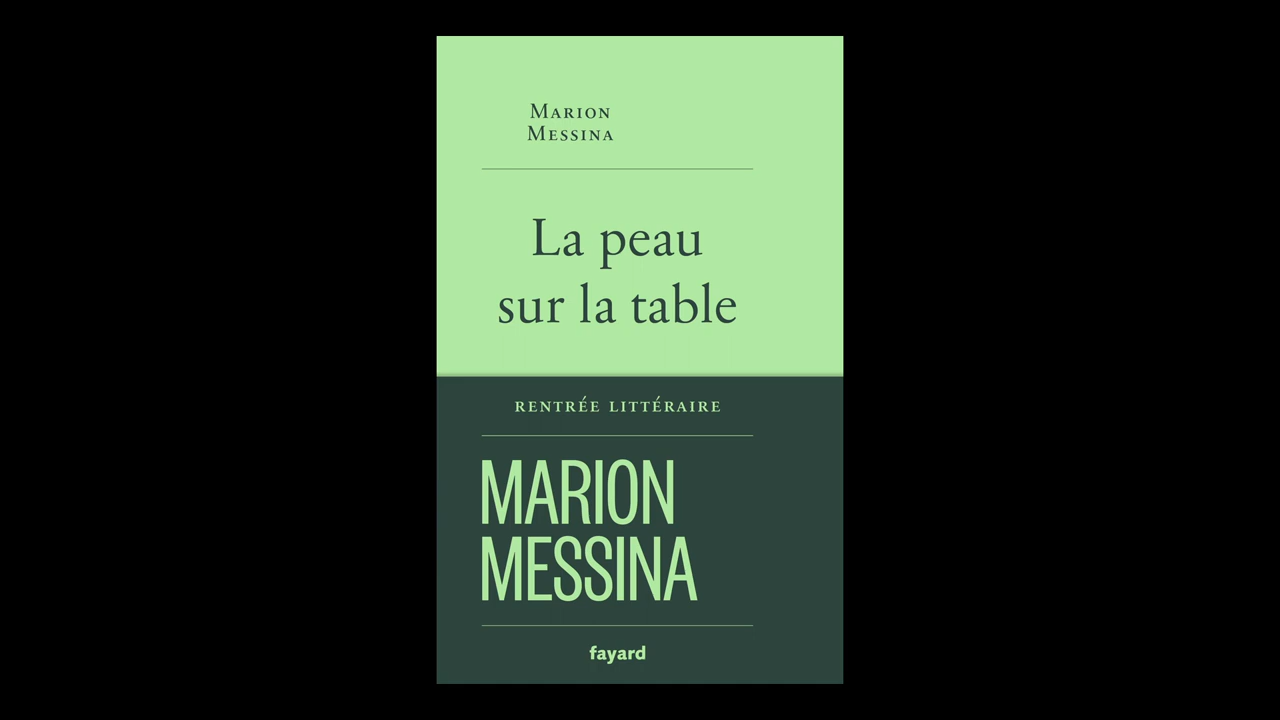 Marion
Messina
La peau
sur la table
RENTRÉE LITTÉRAIRE
MARION
MESSINA
fayard